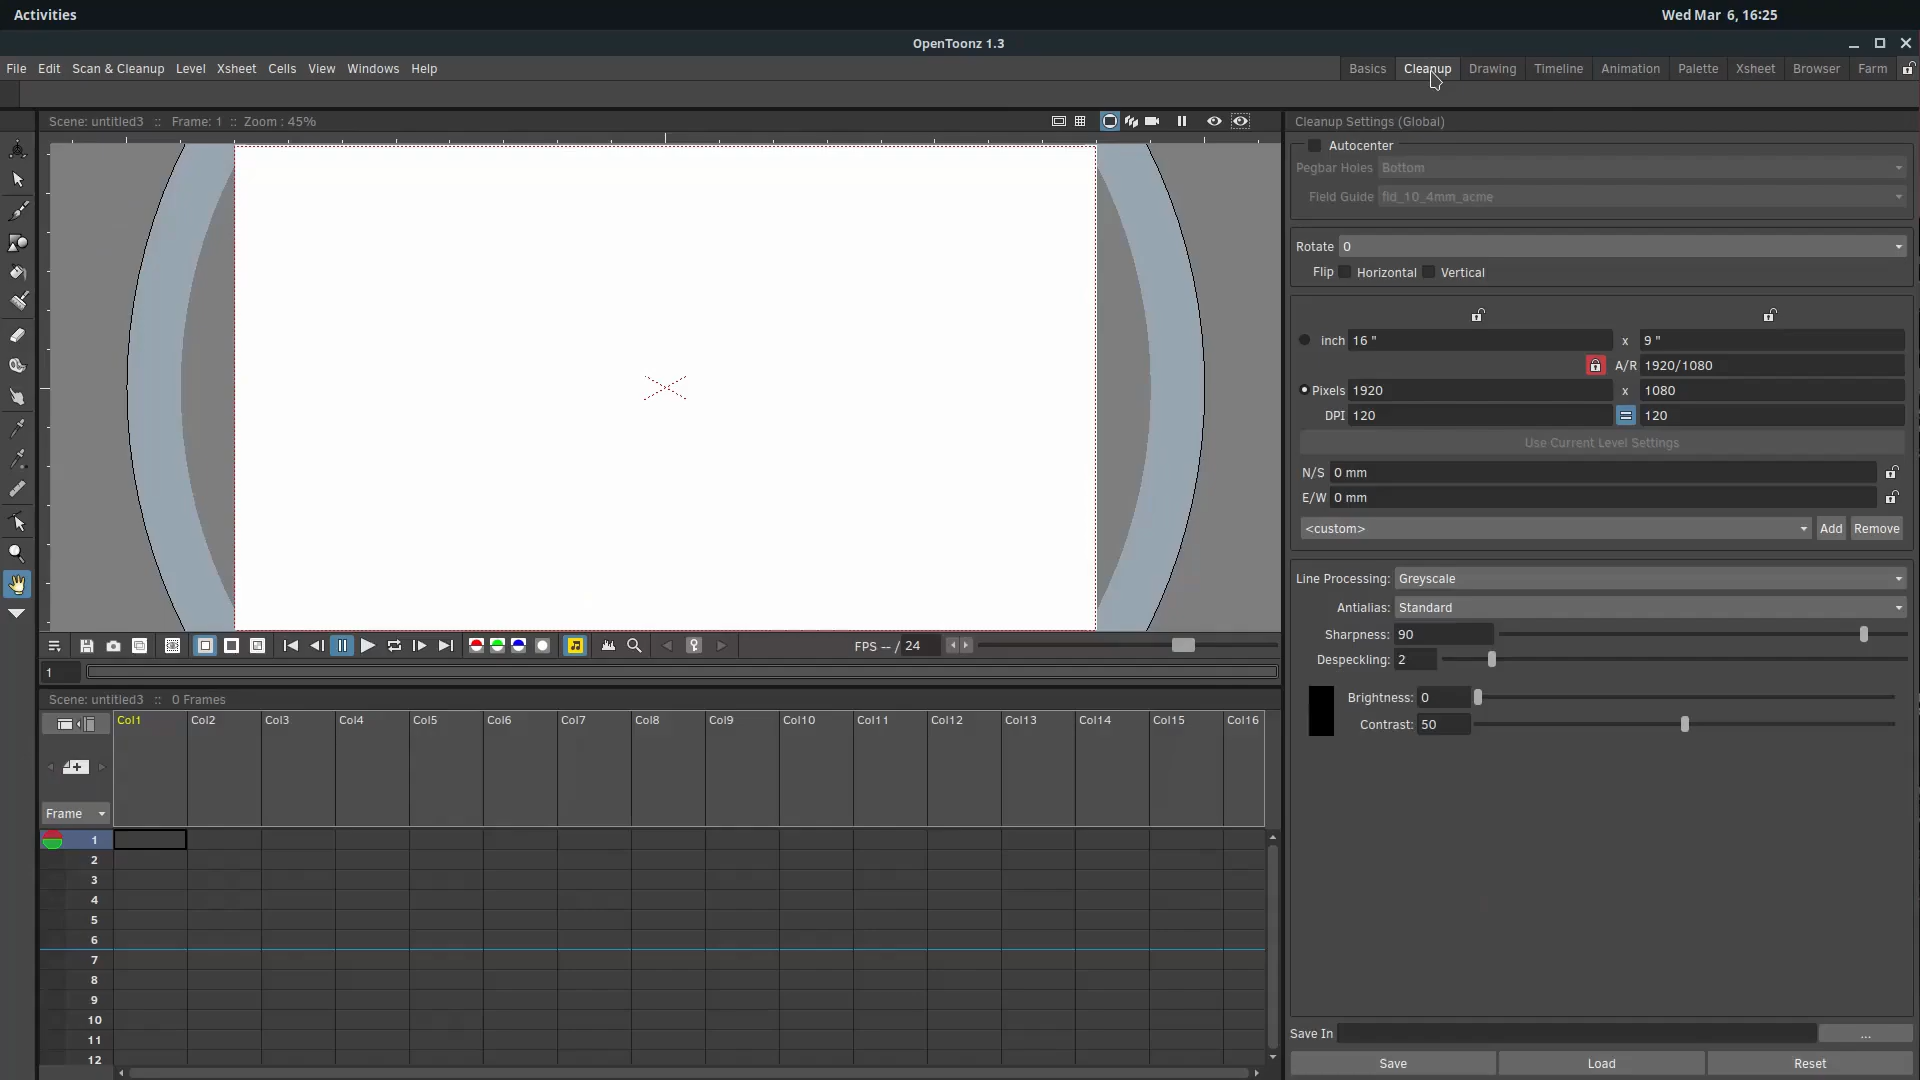 Activities
Wed Mar 6, 16:25
OpenToonz 1.3
File Edit Scan & Cleanup Level Xsheet Cells View Windows Help
Basics Cleanup Drawing Timeline Animation Palette Xsheet Browser Farm
Scene: untitled3 :: Frame: 1 :: Zoom : 45%
Cleanup Settings (Global)
Autocenter
Pegbar Holes Bottom
Field Guide fld_10_4mm_acme
Rotate 0
Flip Horizontal Vertical
inch 16 " x 9 "
A/R 1920/1080
Pixels 1920 x 1080
DPI 120 120
Use Current Level Settings
N/S 0 mm
E/W 0 mm
<custom> Add Remove
Line Processing: Greyscale
Antialias: Standard
Sharpness: 90
Despeckling: 2
Brightness: 0
Contrast: 50
FPS -- / 24
1
Scene: untitled3 :: 0 Frames
Col1 Col2 Col3 Col4 Col5 Col6 Col7 Col8 Col9 Col10 Col11 Col12 Col13 Col14 Col15 Col16
Frame
1
2
3
4
5
6
7
8
9
10
11
12
Save In ...
Save Load Reset